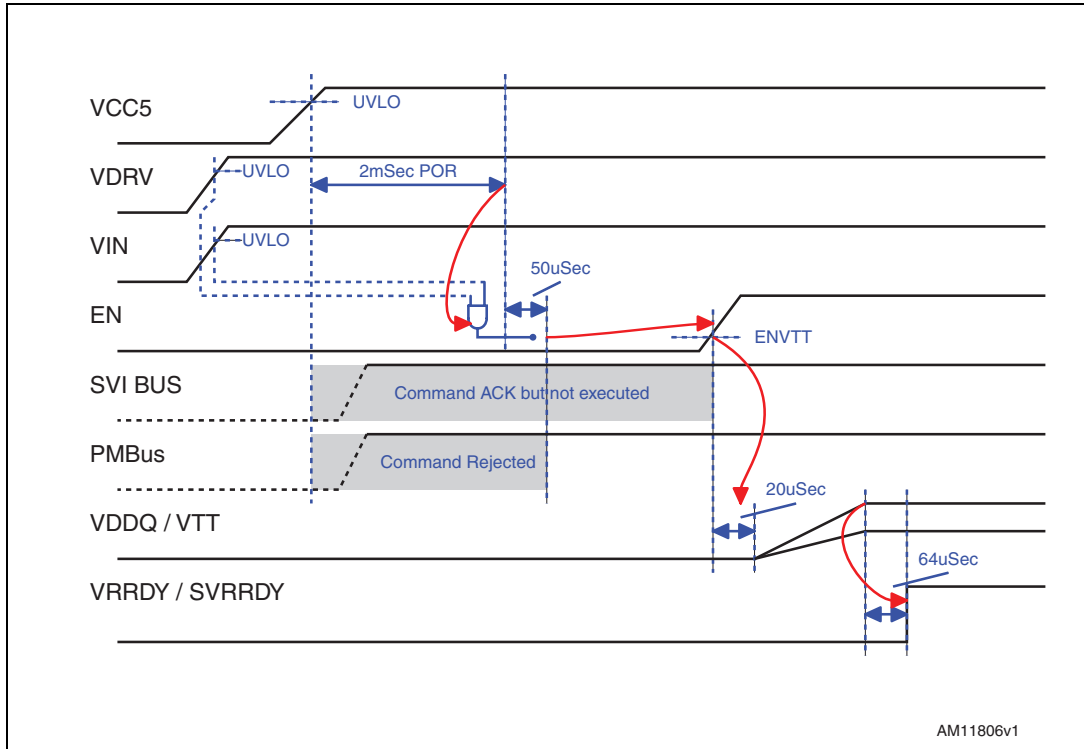 VCC5
UVLO
VDRV
UVLO
2mSec POR
VIN
UVLO
50uSec
EN
ENVTT
SVI BUS
Command ACK but not executed
PMBus
Command Rejected
20uSec
VDDQ / VTT
64uSec
VRRDY / SVRRDY
AM11806v1